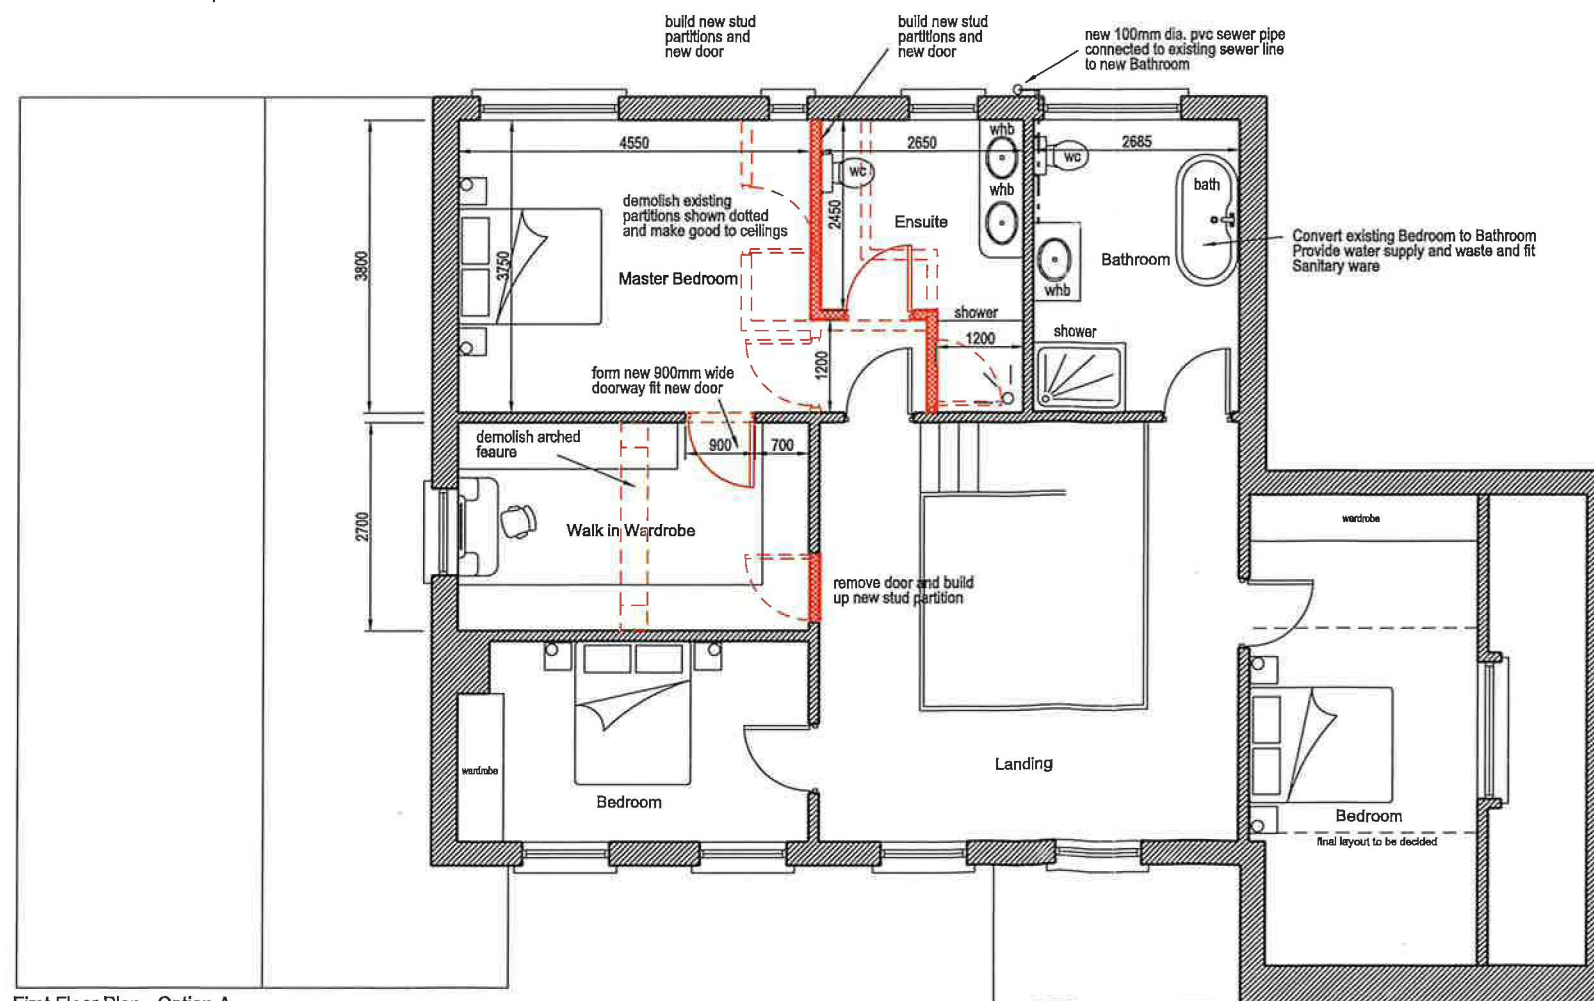 build new stud
partitions and
new door
build new stud
partitions and
new door
new 100mm dia. pvc sewer pipe
connected to existing sewer line
to new Bathroom
4550
2650
2685
whb
wc
wc
whb
bath
demolish existing
partitions shown dotted
and make good to ceilings
2450
Ensuite
3800
3750
Master Bedroom
Bathroom
whb
Convert existing Bedroom to Bathroom
Provide water supply and waste and fit
Sanitary ware
shower
1200
shower
1200
form new 900mm wide
doorway fit new door
demolish arched
feaure
900
700
2700
Walk in Wardrobe
wardrobe
remove door and build
up new stud partition
wardrobe
Bedroom
Landing
Bedroom
final layout to be decided
First Floor Plan - Option A